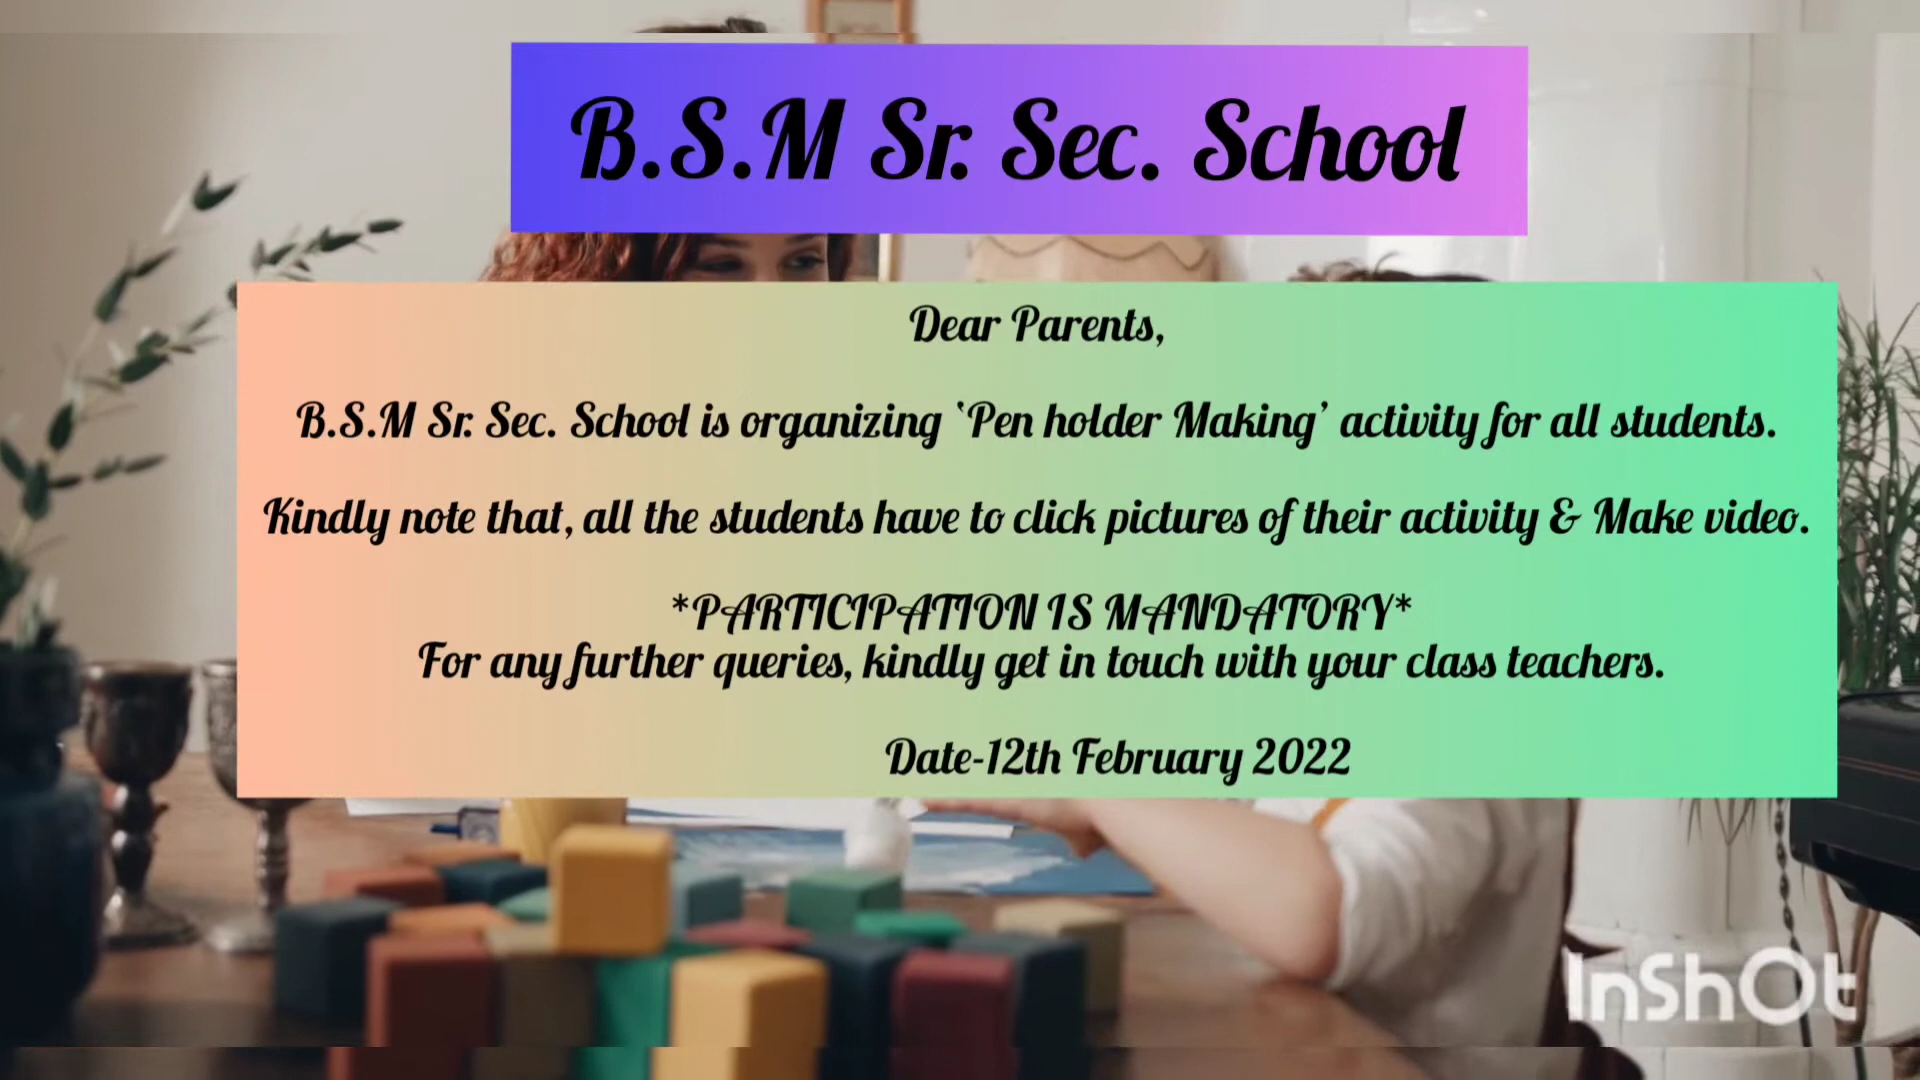 B.S.M Sr. Sec. School
Dear Parents,
B.S.M Sr. Sec. School is organizing ‘Pen holder Making’ activity for all students.
Kindly note that, all the students have to click pictures of their activity & Make video.
*PARTICIPATION IS MANDATORY*
For any further queries, kindly get in touch with your class teachers.
Date-12th February 2022
InShOt